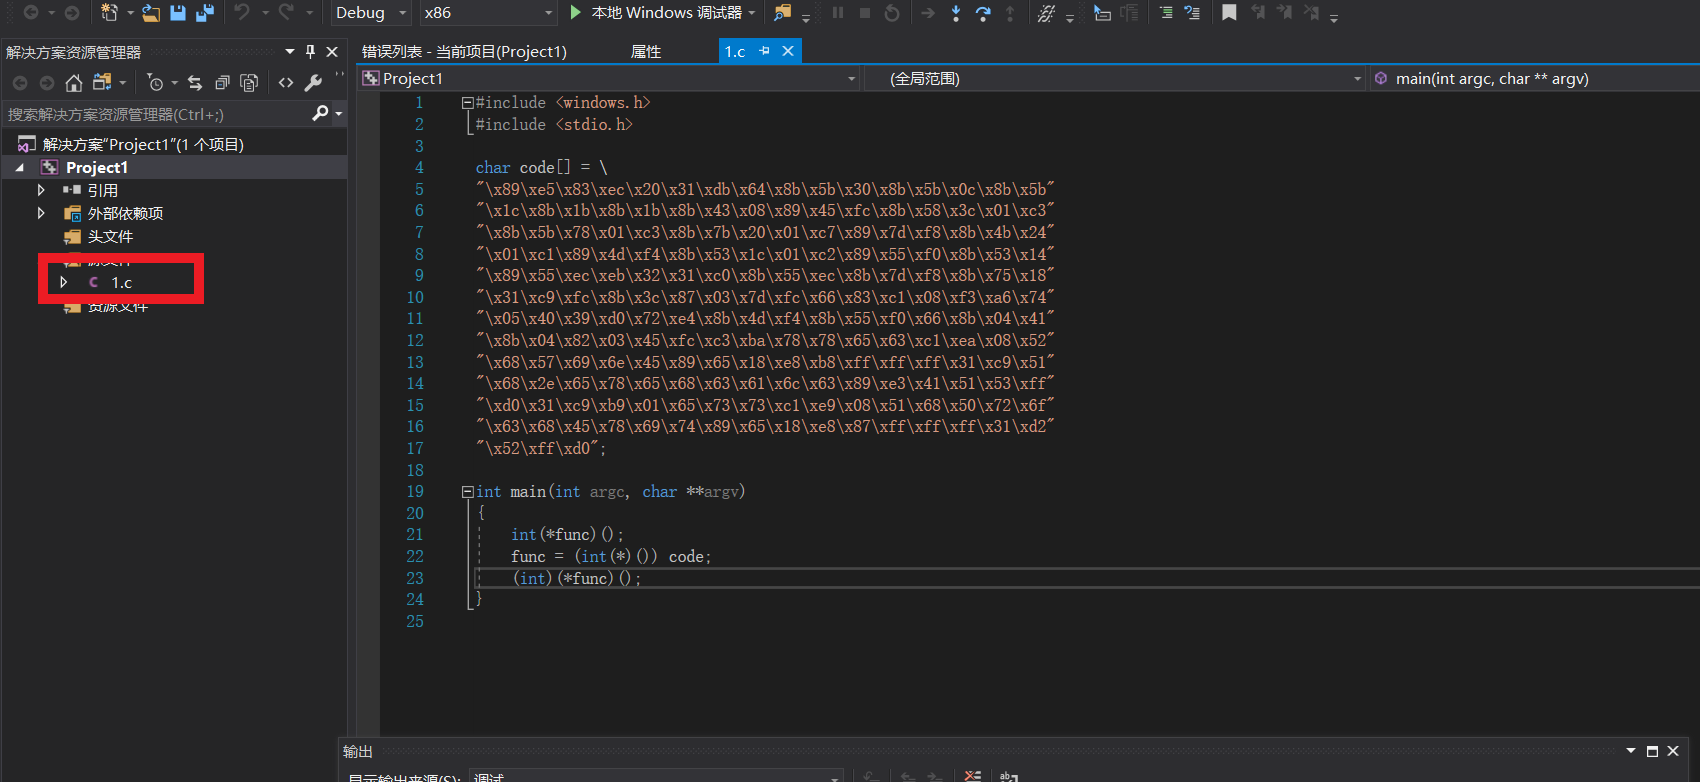 Debug
x86
本地 Windows 调试器
解决方案资源管理器
错误列表 - 当前项目(Project1)
属性
1.c
Project1
(全局范围)
main(int argc, char ** argv)
搜索解决方案资源管理器(Ctrl+;)
解决方案"Project1"(1 个项目)
Project1
引用
外部依赖项
头文件
源文件
1.c
资源文件
1 #include <windows.h>
2 #include <stdio.h>
3
4 char code[] = \
5 "\x89\xe5\x83\xec\x20\x31\xdb\x64\x8b\x5b\x30\x8b\x5b\x0c\x8b\x5b"
6 "\x1c\x8b\x1b\x8b\x1b\x8b\x43\x08\x89\x45\xfc\x8b\x58\x3c\x01\xc3"
7 "\x8b\x5b\x78\x01\xc3\x8b\x7b\x20\x01\xc7\x89\x7d\xf8\x8b\x4b\x24"
8 "\x01\xc1\x89\x4d\xf4\x8b\x53\x1c\x01\xc2\x89\x55\xf0\x8b\x53\x14"
9 "\x89\x55\xec\xeb\x32\x31\xc0\x8b\x55\xec\x8b\x7d\xf8\x8b\x75\x18"
10 "\x31\xc9\xfc\x8b\x3c\x87\x03\x7d\xfc\x66\x83\xc1\x08\xf3\xa6\x74"
11 "\x05\x40\x39\xd0\x72\xe4\x8b\x4d\xf4\x8b\x55\xf0\x66\x8b\x04\x41"
12 "\x8b\x04\x82\x03\x45\xfc\xc3\xba\x78\x78\x65\x63\xc1\xea\x08\x52"
13 "\x68\x57\x69\x6e\x45\x89\x65\x18\xe8\xb8\xff\xff\xff\x31\xc9\x51"
14 "\x68\x2e\x65\x78\x65\x68\x63\x61\x6c\x63\x89\xe3\x41\x51\x53\xff"
15 "\xd0\x31\xc9\xb9\x01\x65\x73\x73\xc1\xe9\x08\x51\x68\x50\x72\x6f"
16 "\x63\x68\x45\x78\x69\x74\x89\x65\x18\xe8\x87\xff\xff\xff\x31\xd2"
17 "\x52\xff\xd0";
18
19 int main(int argc, char **argv)
20 {
21 int(*func)();
22 func = (int(*)()) code;
23 (int)(*func)();
24 }
25
输出
显示输出来源(S): 调试